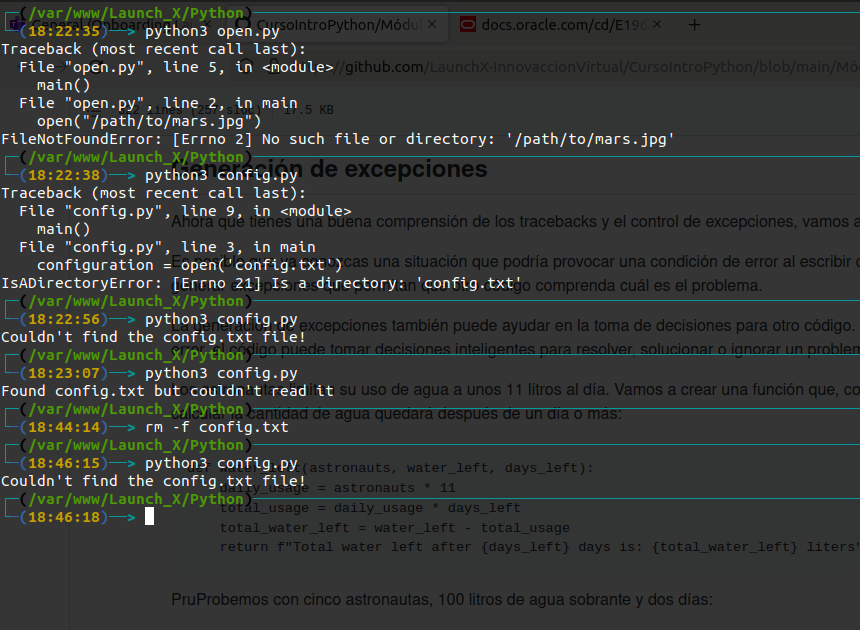 (/var/www/Launch_X/Python)
CursoIntroPython/Módul
docs.oracle.com/cd/E196
(18:22:35)—> python3 open.py
Traceback (most recent call last):
File "open.py", line 5, in <module>
github.com/LaunchX-InnovaccionVirtual/CursoIntroPython/blob/main/Mó
main()
File "open.py", line 2, in main
open("/path/to/mars.jpg")
FileNotFoundError: [Errno 2] No such file or directory: '/path/to/mars.jpg'
(/var/www/Launch_X/Python)
Generación de excepciones
(18:22:38)—> python3 config.py
Traceback (most recent call last):
File "config.py", line 9, in <module>
Ahora que tienes una buena comprensión de los tracebacks y el control de excepciones, vamos a
main()
File "config.py", line 3, in main
una situación que podría provocar una condición de error al escribir
configuration = open('config.txt')
IsADirectoryError: [Errno 21] Is a directory: 'config.txt'
comprenda cuál es el problema.
(/var/www/Launch_X/Python)
(18:22:56)—> python3 config.py
excepciones también puede ayudar en la toma de decisiones para otro código.
Couldn't find the config.txt file!
puede tomar decisiones inteligentes para resolver, solucionar o ignorar un problem
(/var/www/Launch_X/Python)
(18:23:07)—> python3 config.py
Found config.txt but couldn't read it
su uso de agua a unos 11 litros al día. Vamos a crear una función que, co
(/var/www/Launch_X/Python)
cantidad de agua quedará después de un día o más:
(18:44:14)—> rm -f config.txt
(/var/www/Launch_X/Python)
(18:46:15)—> python3 config.py
(astronauts, water_left, days_left):
Couldn't find the config.txt file!
daily_usage = astronauts * 11
(/var/www/Launch_X/Python)
total_usage = daily_usage * days_left
(18:46:18)—>
total_water_left = water_left - total_usage
return f"Total water left after {days_left} days is: {total_water_left} liters"
PruProbemos con cinco astronautas, 100 litros de agua sobrante y dos días: